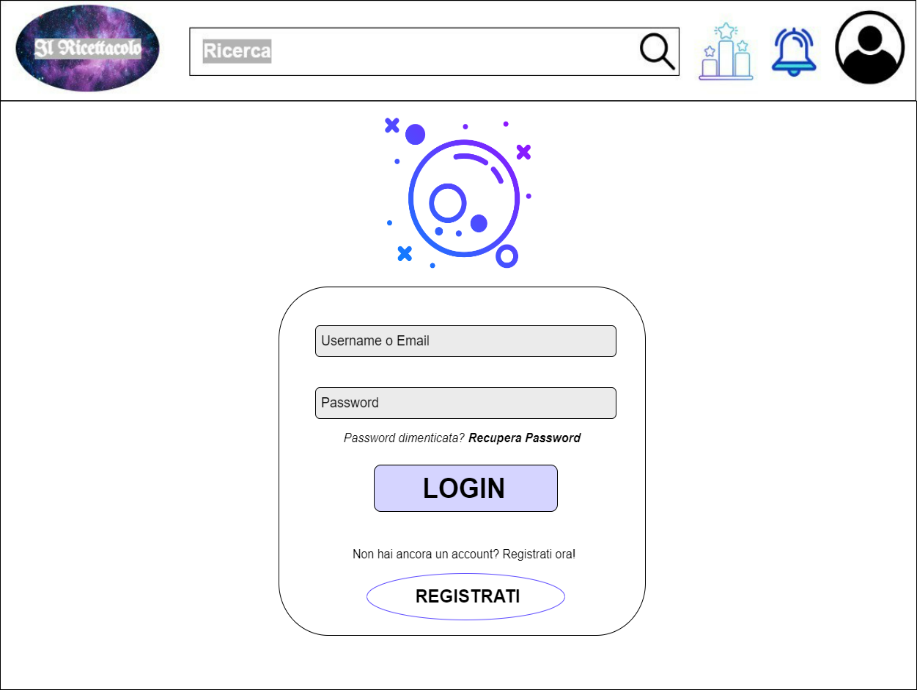 Il Ricettacolo
Ricerca
Username o Email
Password
Password dimenticata? Recupera Password
LOGIN
Non hai ancora un account? Registrati ora!
REGISTRATI